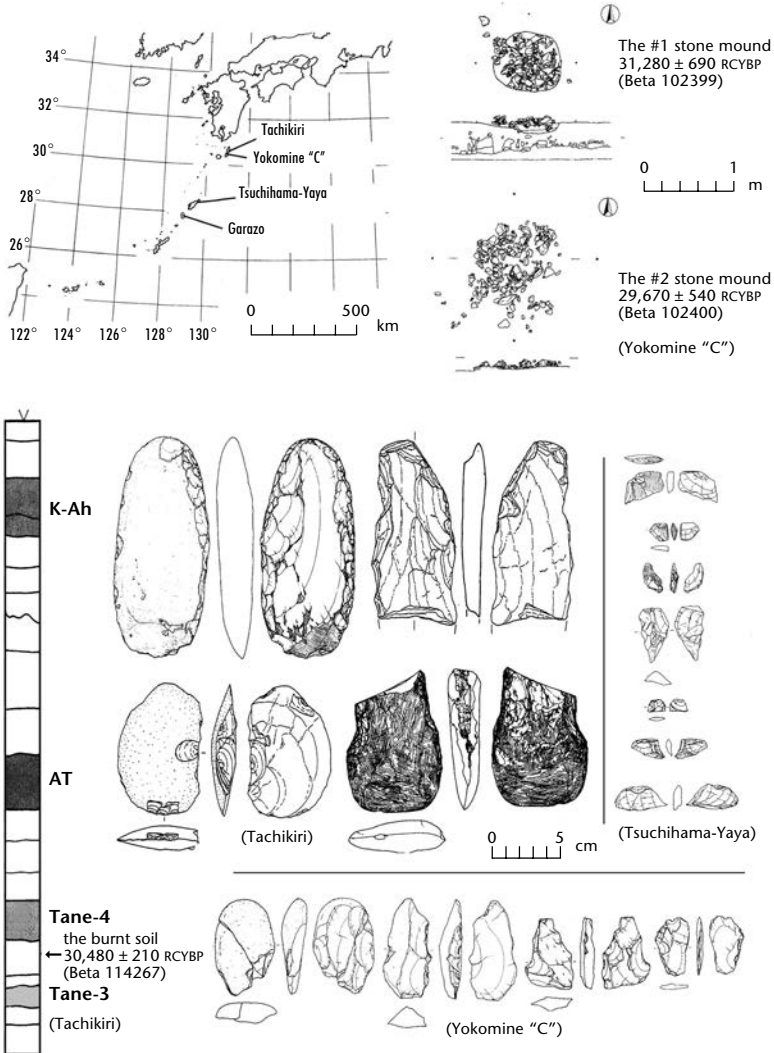 34°
32°
30°
28°
26°
122°
124°
126°
128°
130°
Tachikiri
Yokomine “C”
Tsuchihama-Yaya
Garazo
0 500
km
The #1 stone mound
31,280 ± 690 RCYBP
(Beta 102399)
0 1
m
The #2 stone mound
29,670 ± 540 RCYBP
(Beta 102400)
(Yokomine “C”)
K-Ah
AT
Tane-4
the burnt soil
30,480 ± 210 RCYBP
(Beta 114267)
Tane-3
(Tachikiri)
(Tachikiri)
0 5
cm
(Tsuchihama-Yaya)
(Yokomine “C”)